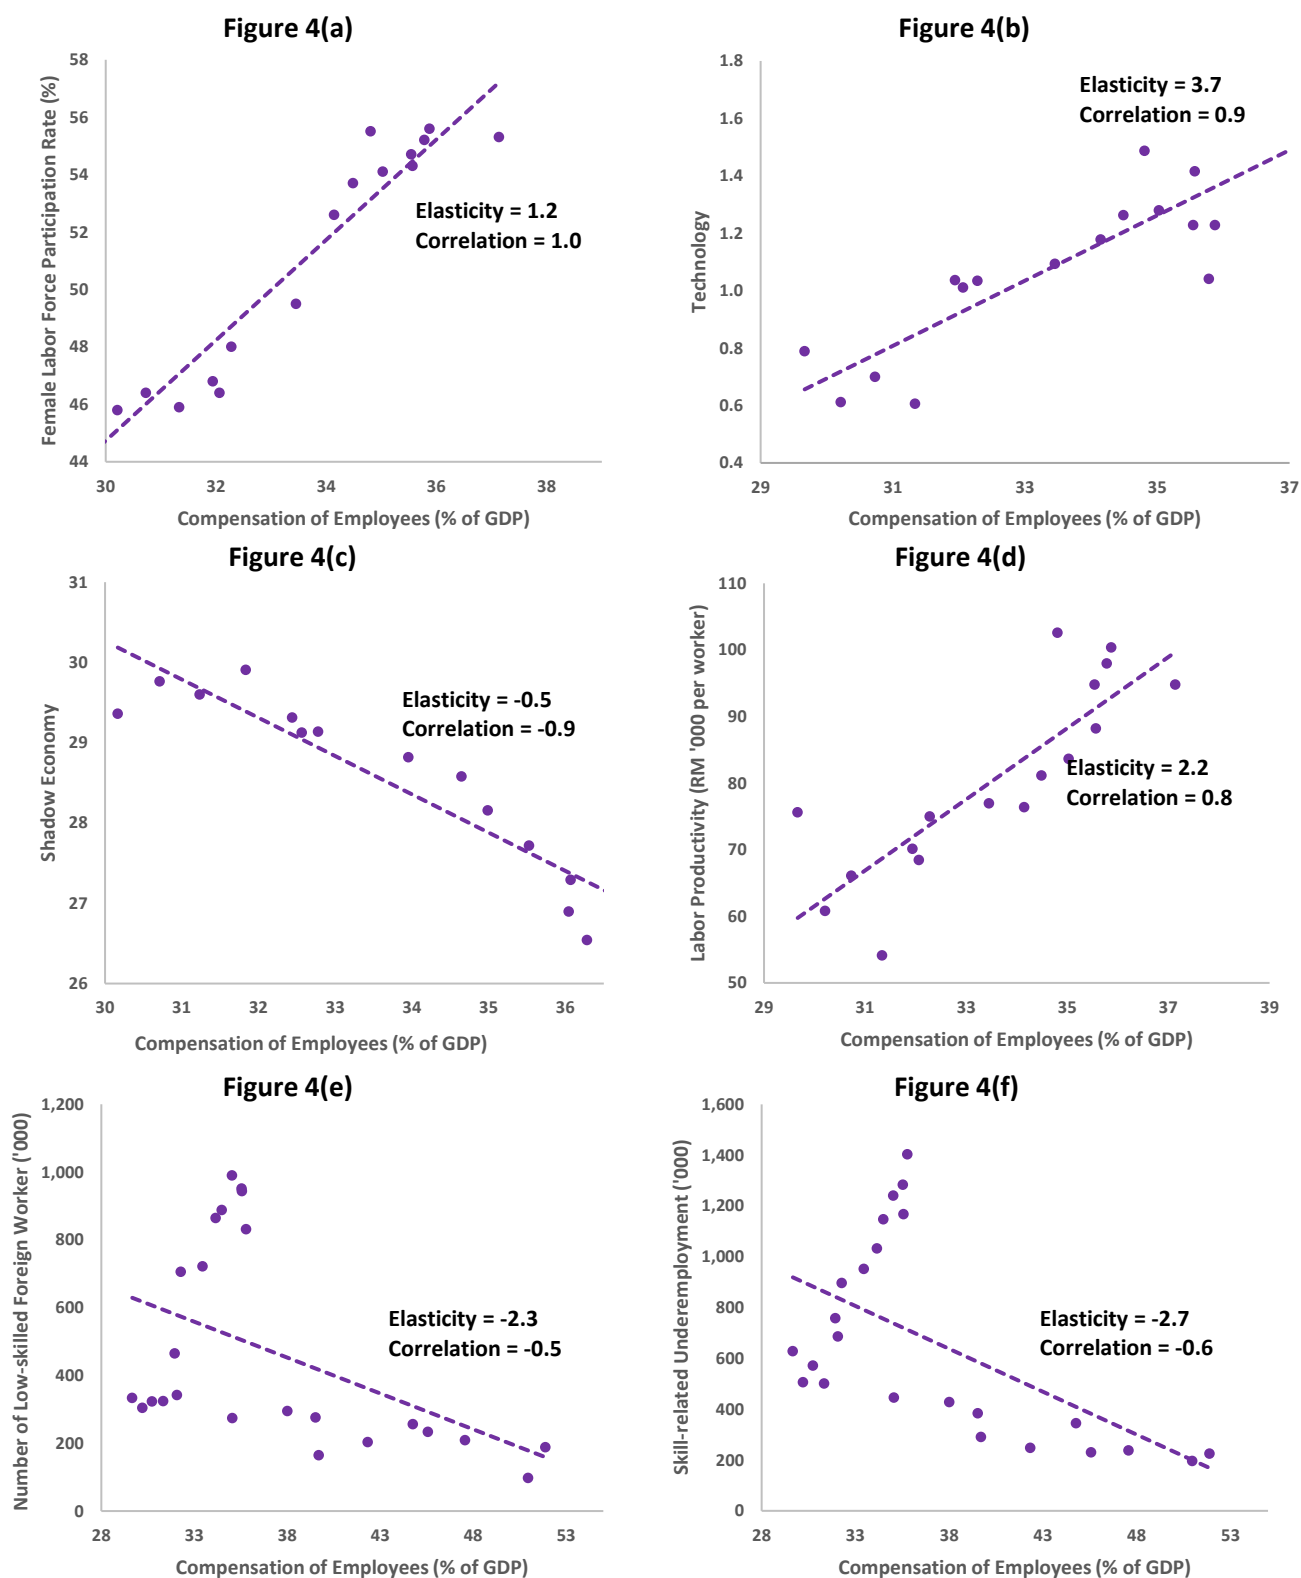 Figure 4(a)
Female Labor Force Participation Rate (%)
58
56
54
52
50
48
46
44
Elasticity = 1.2
Correlation = 1.0
30 32 34 36 38
Compensation of Employees (% of GDP)
Figure 4(b)
Technology
1.8
1.6
1.4
1.2
1.0
0.8
0.6
0.4
Elasticity = 3.7
Correlation = 0.9
29 31 33 35 37
Compensation of Employees (% of GDP)
Figure 4(c)
Shadow Economy
31
30
29
28
27
26
Elasticity = -0.5
Correlation = -0.9
30 31 32 33 34 35 36
Compensation of Employees (% of GDP)
Figure 4(d)
Labor Productivity (RM '000 per worker)
110
100
90
80
70
60
50
Elasticity = 2.2
Correlation = 0.8
29 31 33 35 37 39
Compensation of Employees (% of GDP)
Figure 4(e)
Number of Low-skilled Foreign Worker ('000)
1,200
1,000
800
600
400
200
0
Elasticity = -2.3
Correlation = -0.5
28 33 38 43 48 53
Compensation of Employees (% of GDP)
Figure 4(f)
Skill-related Underemployment ('000)
1,600
1,400
1,200
1,000
800
600
400
200
0
Elasticity = -2.7
Correlation = -0.6
28 33 38 43 48 53
Compensation of Employees (% of GDP)